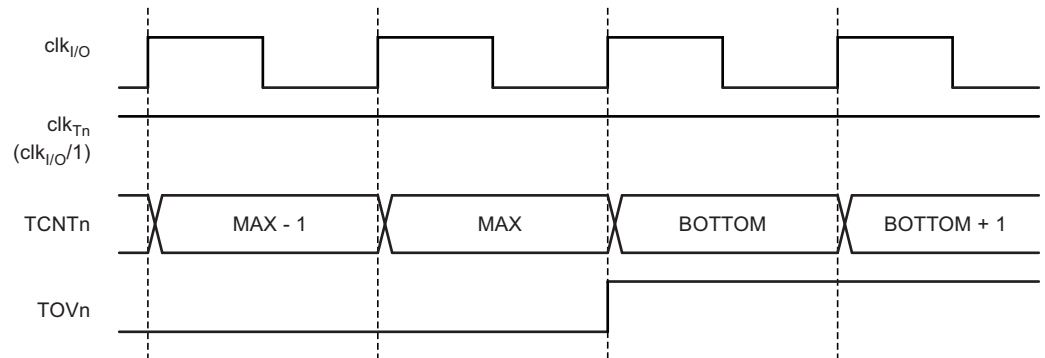 clkI/O
clkTn
(clkI/O/1)
TCNTn MAX - 1 MAX BOTTOM BOTTOM + 1
TOVn